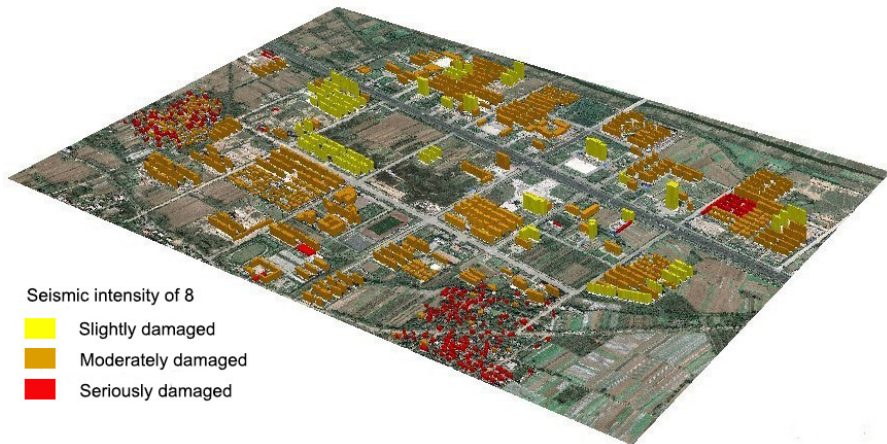 Seismic intensity of 8
Slightly damaged
Moderately damaged
Seriously damaged